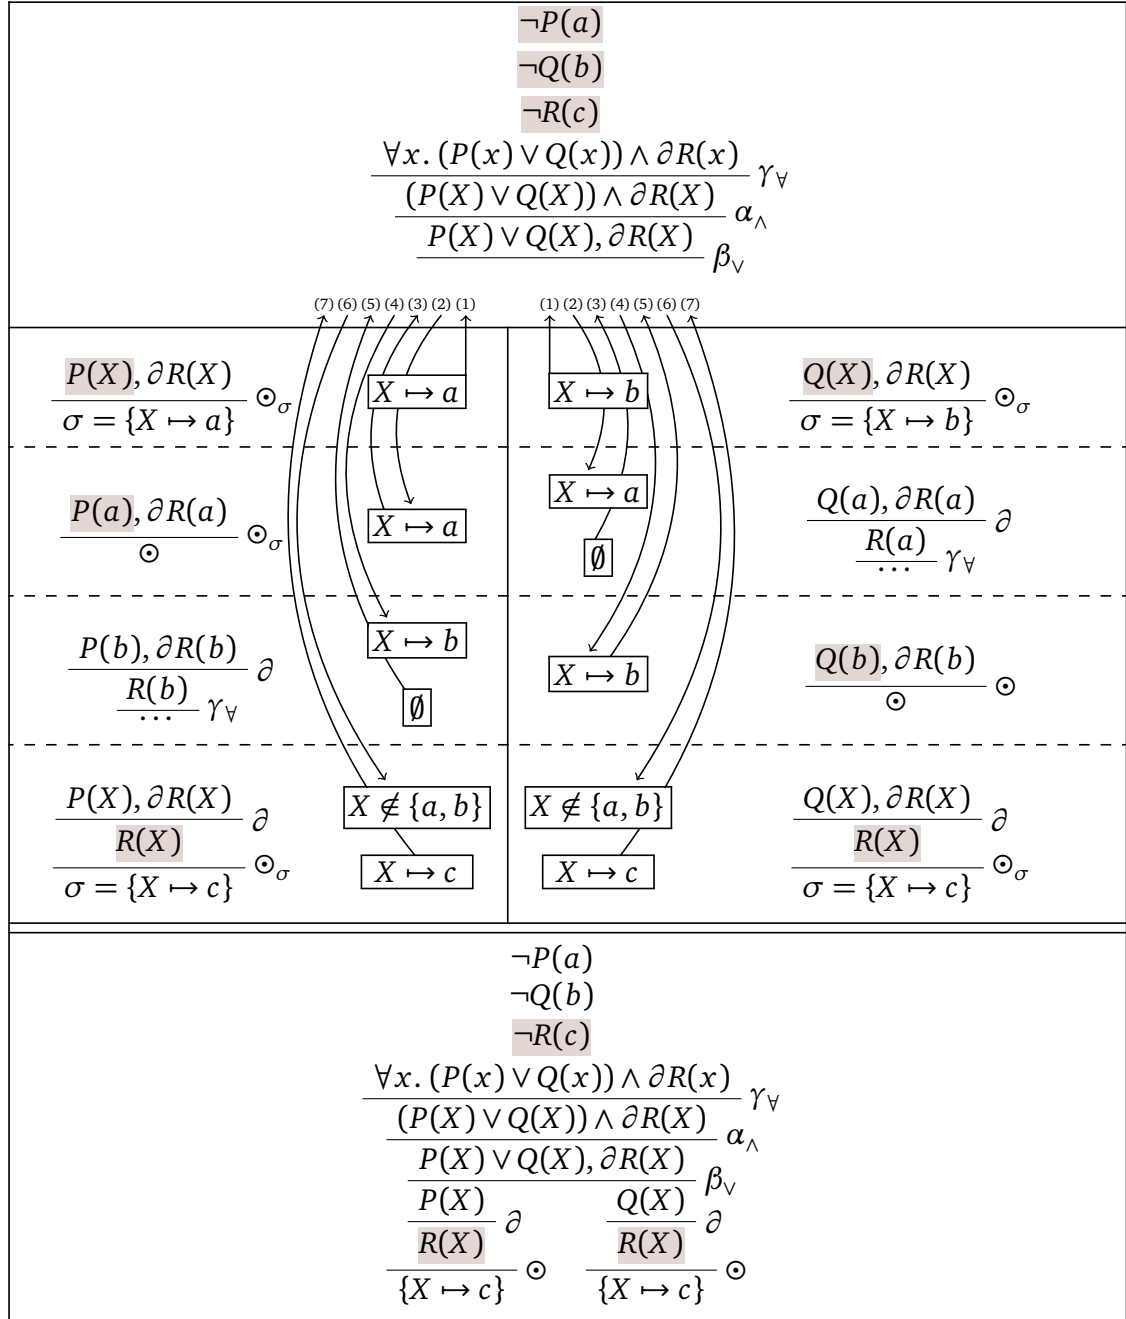 ¬P(a)
¬Q(b)
¬R(c)
∀x. (P(x) ∨ Q(x)) ∧ ∂R(x) γ∀
(P(X) ∨ Q(X)) ∧ ∂R(X) α∧
P(X) ∨ Q(X), ∂R(X) β∨
(7) (6) (5) (4) (3) (2) (1)
(1) (2) (3) (4) (5) (6) (7)
P(X), ∂R(X) ⊙σ
σ = {X ↦ a}
X ↦ a
X ↦ b
Q(X), ∂R(X) ⊙σ
σ = {X ↦ b}
P(a), ∂R(a) ⊙σ
⊙
X ↦ a
X ↦ a
∅
Q(a), ∂R(a) ∂
R(a) γ∀
...
P(b), ∂R(b) ∂
R(b) γ∀
...
X ↦ b
∅
X ↦ b
Q(b), ∂R(b) ⊙
⊙
P(X), ∂R(X) ∂
R(X) ⊙σ
σ = {X ↦ c}
X ∉ {a, b}
X ↦ c
X ∉ {a, b}
X ↦ c
Q(X), ∂R(X) ∂
R(X) ⊙σ
σ = {X ↦ c}
¬P(a)
¬Q(b)
¬R(c)
∀x. (P(x) ∨ Q(x)) ∧ ∂R(x) γ∀
(P(X) ∨ Q(X)) ∧ ∂R(X) α∧
P(X) ∨ Q(X), ∂R(X) β∨
P(X) ∂ Q(X) ∂
R(X) ⊙ R(X) ⊙
{X ↦ c} {X ↦ c}